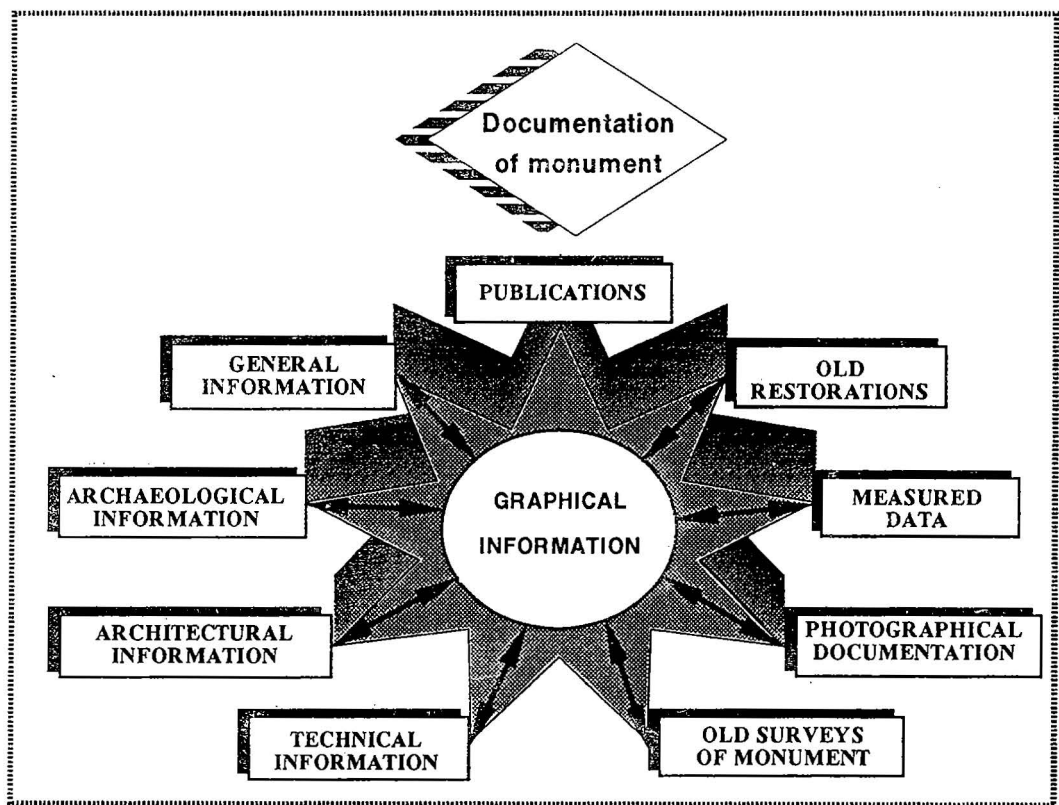 Documentation
of monument
PUBLICATIONS
GENERAL
INFORMATION
OLD
RESTORATIONS
ARCHAEOLOGICAL
INFORMATION
GRAPHICAL
INFORMATION
MEASURED
DATA
ARCHITECTURAL
INFORMATION
PHOTOGRAPHICAL
DOCUMENTATION
TECHNICAL
INFORMATION
OLD SURVEYS
OF MONUMENT